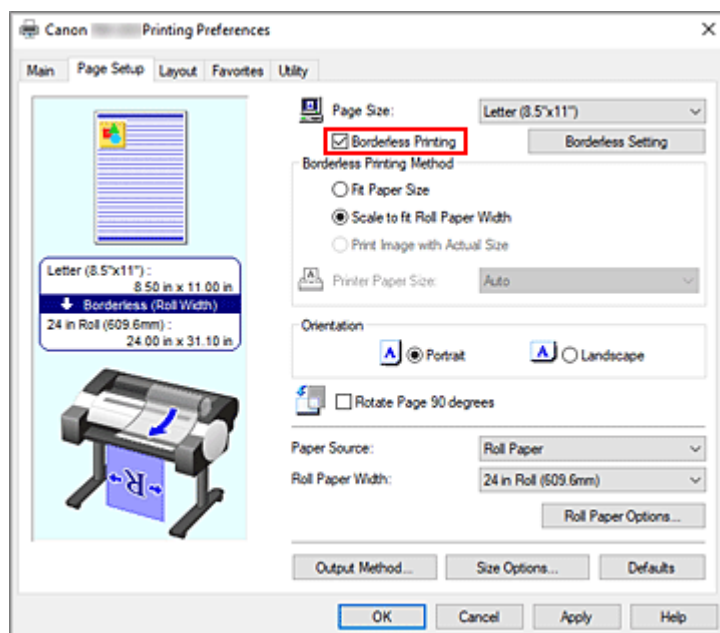 Canon Printing Preferences
Main Page Setup Layout Favorites Utility
Page Size: Letter (8.5"x11")
Borderless Printing Borderless Setting
Borderless Printing Method
Fit Paper Size
Scale to fit Roll Paper Width
Print Image with Actual Size
Printer Paper Size: Auto
Letter (8.5"x11") :
8.50 in x 11.00 in
Borderless (Roll Width)
24 in Roll (609.6mm) :
24.00 in x 31.10 in
Orientation
A Portrait A Landscape
Rotate Page 90 degrees
R
Paper Source: Roll Paper
Roll Paper Width: 24 in Roll (609.6mm)
Roll Paper Options...
Output Method... Size Options... Defaults
OK Cancel Apply Help